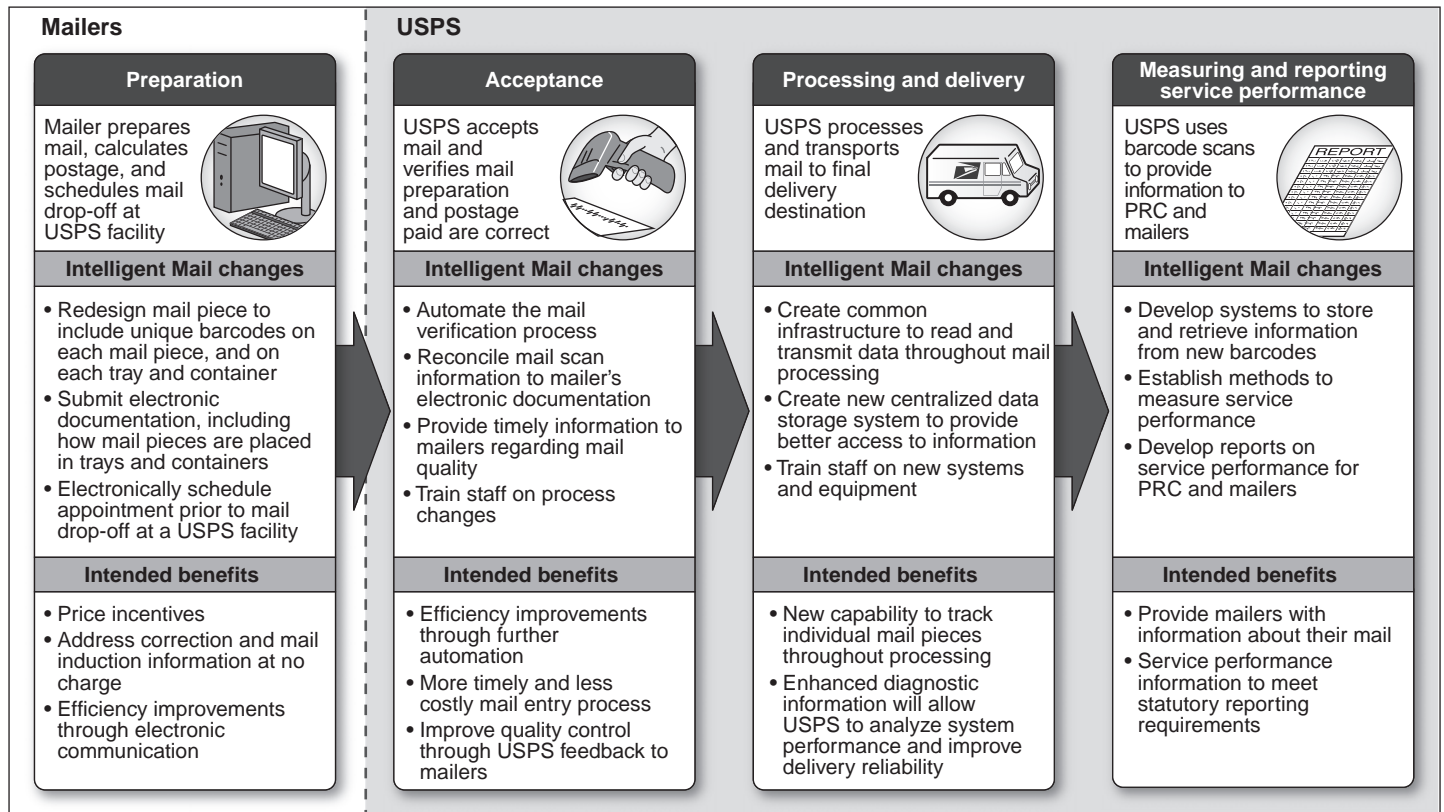 Mailers
USPS
Preparation
Mailer prepares
mail, calculates
postage, and
schedules mail
drop-off at
USPS facility
Intelligent Mail changes
• Redesign mail piece to
include unique barcodes on
each mail piece, and on
each tray and container
• Submit electronic
documentation, including
how mail pieces are placed
in trays and containers
• Electronically schedule
appointment prior to mail
drop-off at a USPS facility
Intended benefits
• Price incentives
• Address correction and mail
induction information at no
charge
• Efficiency improvements
through electronic
communication
Acceptance
USPS accepts
mail and
verifies mail
preparation
and postage
paid are correct
Intelligent Mail changes
• Automate the mail
verification process
• Reconcile mail scan
information to mailer's
electronic documentation
• Provide timely information to
mailers regarding mail
quality
• Train staff on process
changes
Intended benefits
• Efficiency improvements
through further
automation
• More timely and less
costly mail entry process
• Improve quality control
through USPS feedback to
mailers
Processing and delivery
USPS processes
and transports
mail to final
delivery
destination
Intelligent Mail changes
• Create common
infrastructure to read and
transmit data throughout mail
processing
• Create new centralized data
storage system to provide
better access to information
• Train staff on new systems
and equipment
Intended benefits
• New capability to track
individual mail pieces
throughout processing
• Enhanced diagnostic
information will allow
USPS to analyze system
performance and improve
delivery reliability
Measuring and reporting
service performance
USPS uses
barcode scans
to provide
information to
PRC and
mailers
REPORT
Intelligent Mail changes
• Develop systems to store
and retrieve information
from new barcodes
• Establish methods to
measure service
performance
• Develop reports on
service performance for
PRC and mailers
Intended benefits
• Provide mailers with
information about their mail
• Service performance
information to meet
statutory reporting
requirements